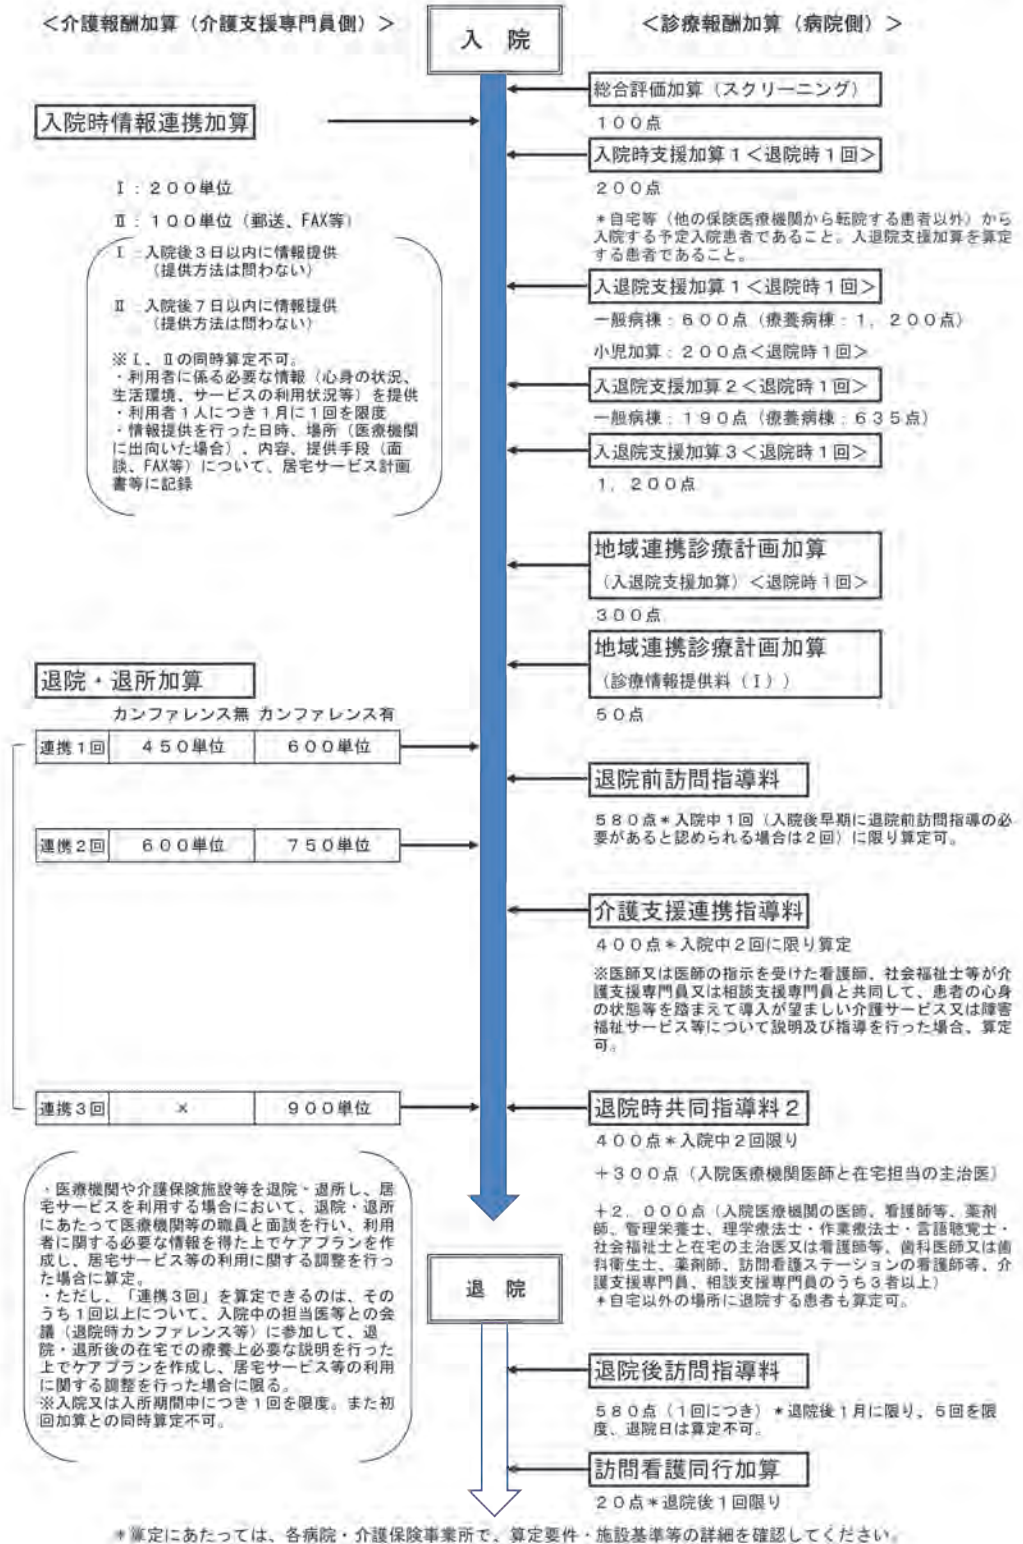 ＜介護報酬加算（介護支援専門員側）＞
入　院
＜診療報酬加算（病院側）＞
入院時情報連携加算
Ⅰ：２００単位
Ⅱ：１００単位（郵送、FAX等）
Ⅰ：入院後３日以内に情報提供
（提供方法は問わない）
Ⅱ：入院後７日以内に情報提供
（提供方法は問わない）
※Ⅰ、Ⅱの同時算定不可。
・利用者に係る必要な情報（心身の状況、
生活環境、サービスの利用状況等）を提供
・利用者１人につき１月に１回を限度
・情報提供を行った日時、場所（医療機関
に出向いた場合）、内容、提供手段（面
談、FAX等）について、居宅サービス計画
書等に記録
総合評価加算（スクリーニング）
１００点
入院時支援加算１＜退院時１回＞
２００点
＊自宅等（他の保険医療機関から転院する患者以外）から
入院する予定入院患者であること。入退院支援加算を算定
する患者であること。
入退院支援加算１＜退院時１回＞
一般病棟：６００点（療養病棟：１，２００点）
小児加算：２００点＜退院時１回＞
入退院支援加算２＜退院時１回＞
一般病棟：１９０点（療養病棟：６３５点）
入退院支援加算３＜退院時１回＞
１，２００点
地域連携診療計画加算
（入退院支援加算）＜退院時１回＞
３００点
地域連携診療計画加算
（診療情報提供料（Ⅰ））
５０点
退院・退所加算
カンファレンス無 カンファレンス有
連携１回 ４５０単位 ６００単位
連携２回 ６００単位 ７５０単位
連携３回 × ９００単位
退院前訪問指導料
５８０点＊入院中１回（入院後早期に退院前訪問指導の必
要があると認められる場合は２回）に限り算定可。
介護支援連携指導料
４００点＊入院中２回に限り算定
※医師又は医師の指示を受けた看護師、社会福祉士等が介
護支援専門員又は相談支援専門員と共同して、患者の心身
の状態等を踏まえて導入が望ましい介護サービス又は障害
福祉サービス等について説明及び指導を行った場合、算定
可。
退院時共同指導料２
４００点＊入院中２回限り
＋３００点（入院医療機関医師と在宅担当の主治医）
＋２，０００点（入院医療機関の医師、看護師等、薬剤
師、管理栄養士、理学療法士・作業療法士・言語聴覚士・
社会福祉士と在宅の主治医又は看護師等、歯科医師又は歯
科衛生士、薬剤師、訪問看護ステーションの看護師等、介
護支援専門員、相談支援専門員のうち３者以上）
＊自宅以外の場所に退院する患者も算定可。
・医療機関や介護保険施設等を退院・退所し、居
宅サービスを利用する場合において、退院・退所
にあたって医療機関等の職員と面談を行い、利用
者に関する必要な情報を得た上でケアプランを作
成し、居宅サービス等の利用に関する調整を行っ
た場合に算定。
・ただし、「連携３回」を算定できるのは、その
うち１回以上について、入院中の担当医等との会
議（退院時カンファレンス等）に参加して、退
院・退所後の在宅での療養上必要な説明を行った
上でケアプランを作成し、居宅サービス等の利用
に関する調整を行った場合に限る。
※入院又は入所期間中につき１回を限度。また初
回加算との同時算定不可。
退　院
退院後訪問指導料
５８０点（１回につき）＊退院後１月に限り、５回を限
度、退院日は算定不可。
訪問看護同行加算
２０点＊退院後１回限り
＊算定にあたっては、各病院・介護保険事業所で、算定要件・施設基準等の詳細を確認してください。